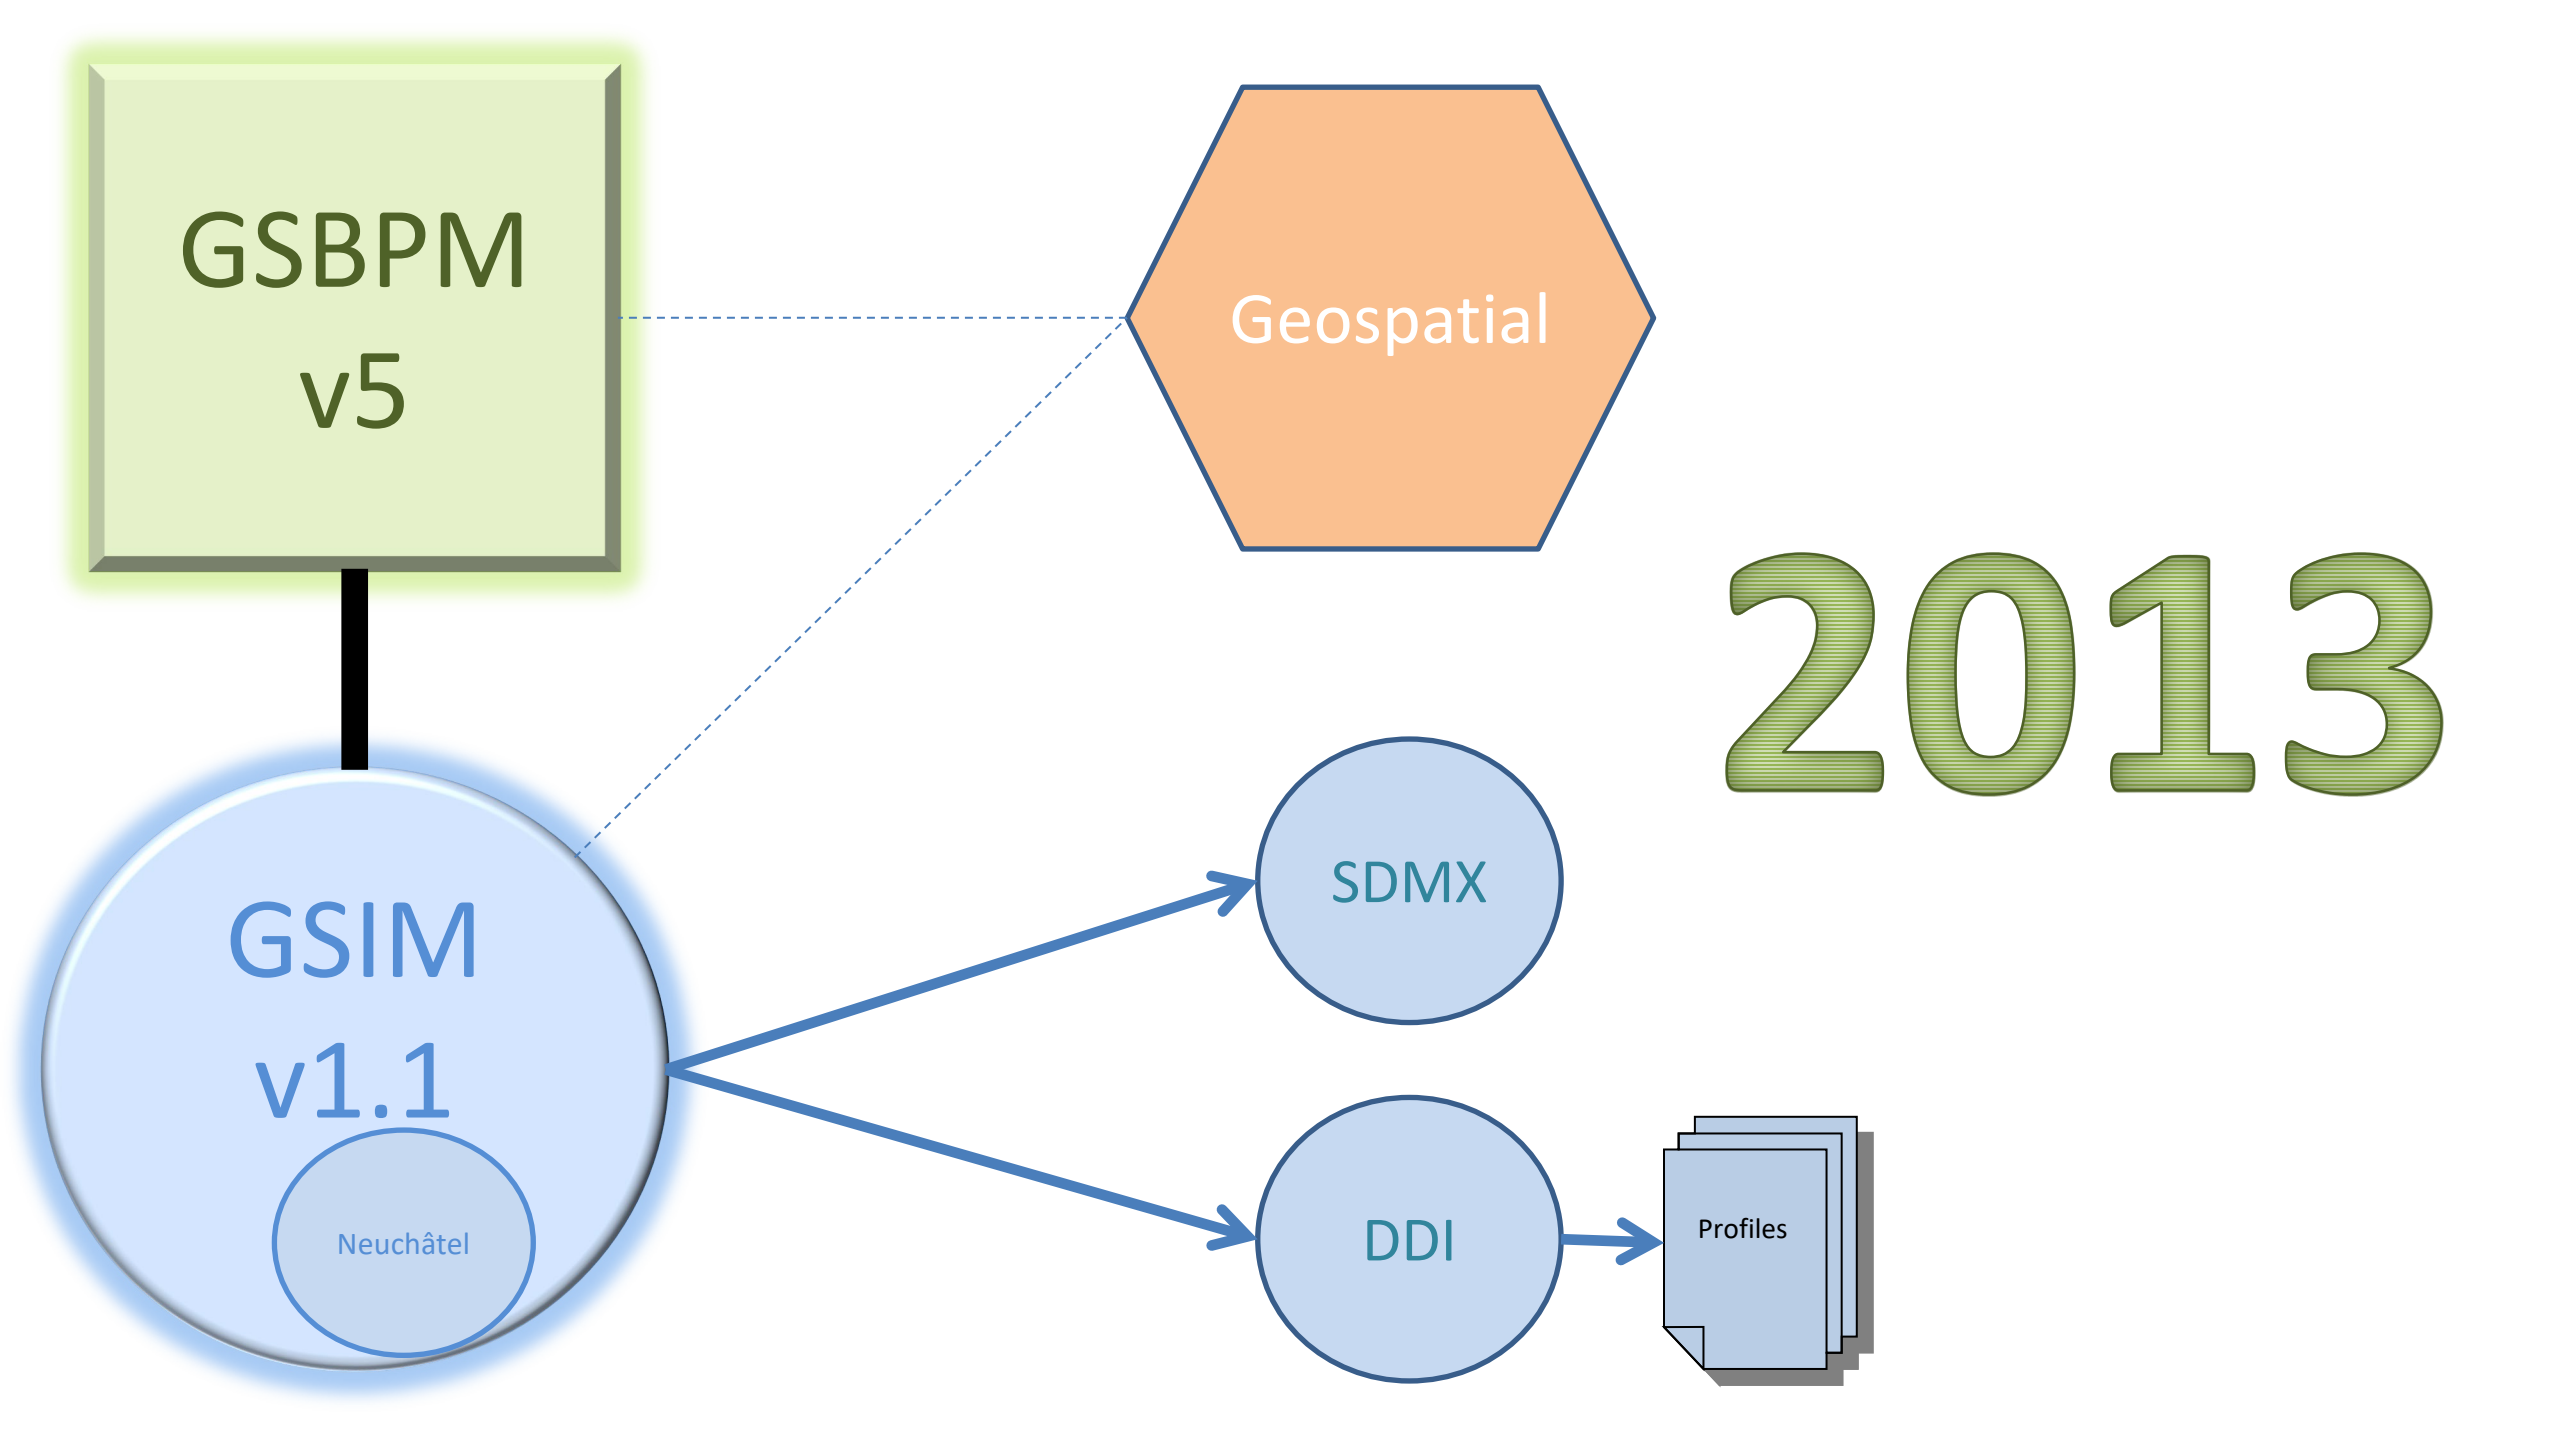 GSBPM
v5
Geospatial
2013
GSIM
v1.1
Neuchâtel
SDMX
DDI
Profiles